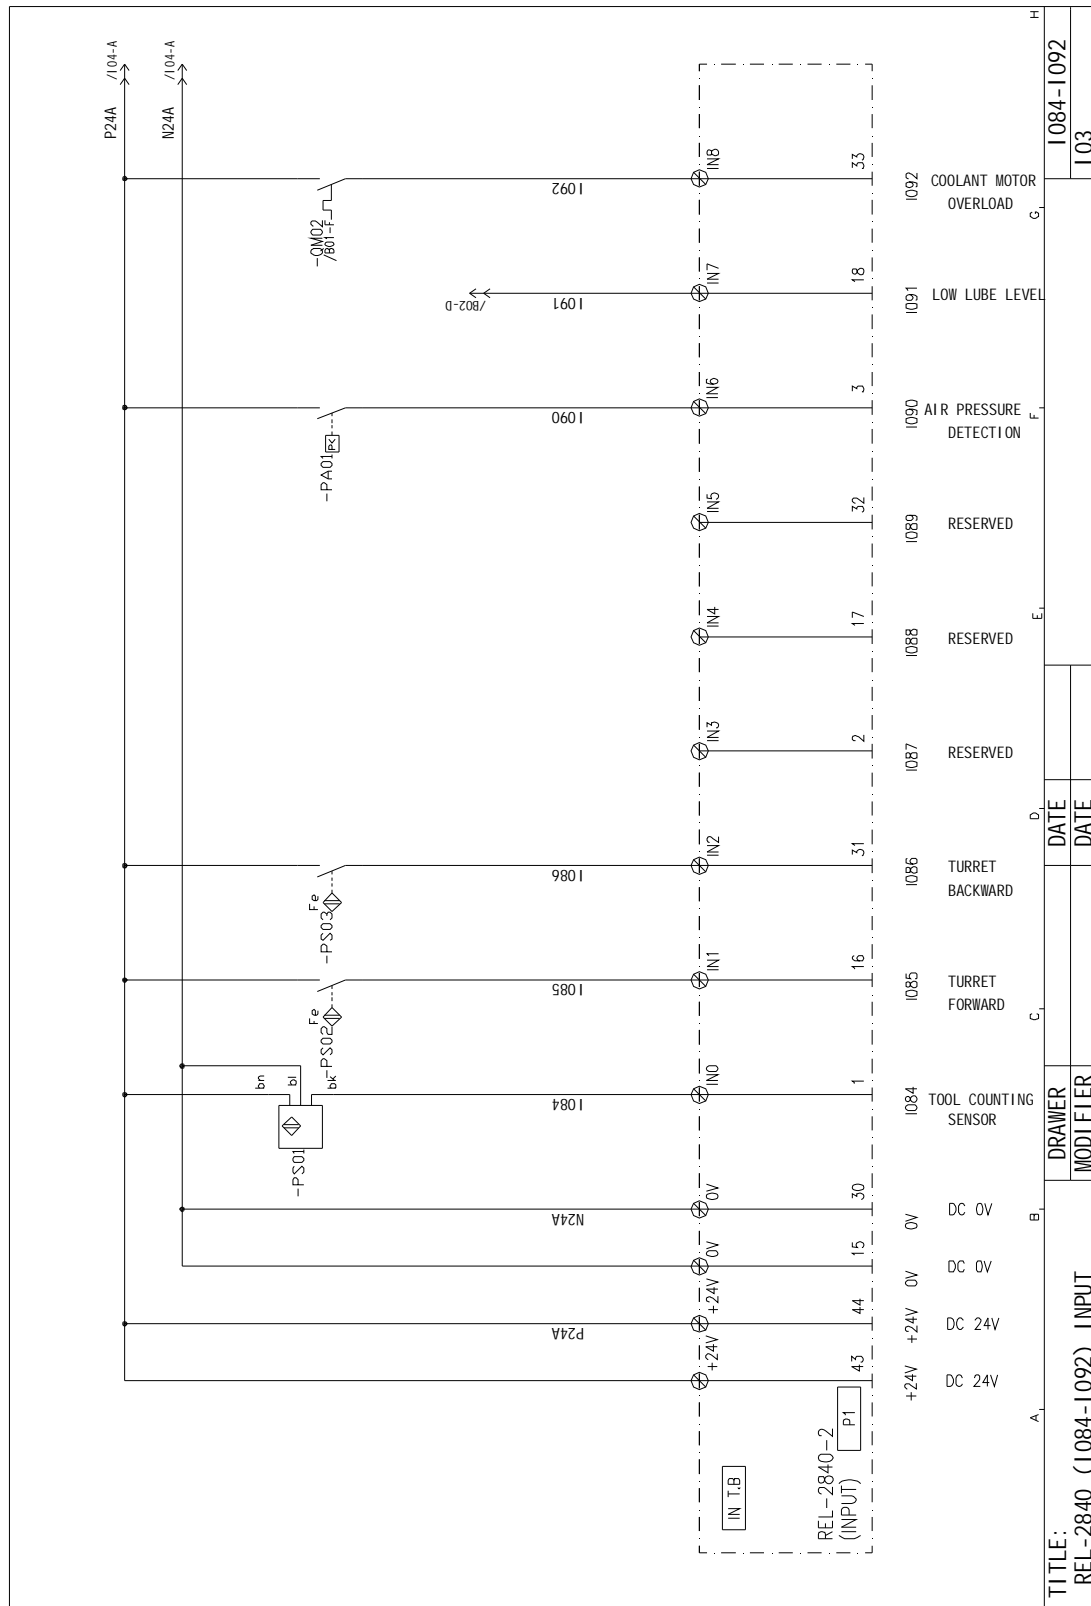 H
I084-I092
I03
/I04-A
P24A
/I04-A
N24A
-QM02
/B01-F
I092
IN8
33
I092
COOLANT MOTOR
OVERLOAD
G
/B02-D
I091
IN7
18
I091
LOW LUBE LEVEL
-PA01
P<
I090
IN6
3
I090
AIR PRESSURE
DETECTION
F
IN5
32
I089
RESERVED
IN4
17
I088
RESERVED
E
IN3
2
I087
RESERVED
D
DATE
DATE
Fe
-PS03
I086
IN2
31
I086
TURRET
BACKWARD
Fe
-PS02
I085
IN1
16
I085
TURRET
FORWARD
C
bn
bl
bk
-PS01
I084
IN0
1
I084
TOOL COUNTING
SENSOR
DRAWER
MODIFIER
N24A
0V
30
0V
DC 0V
B
0V
15
0V
DC 0V
P24A
+24V
44
+24V
DC 24V
+24V
43
+24V
DC 24V
A
IN T.B
REL-2840-2
(INPUT)
P1
TITLE:
REL-2840 (I084-I092) INPUT